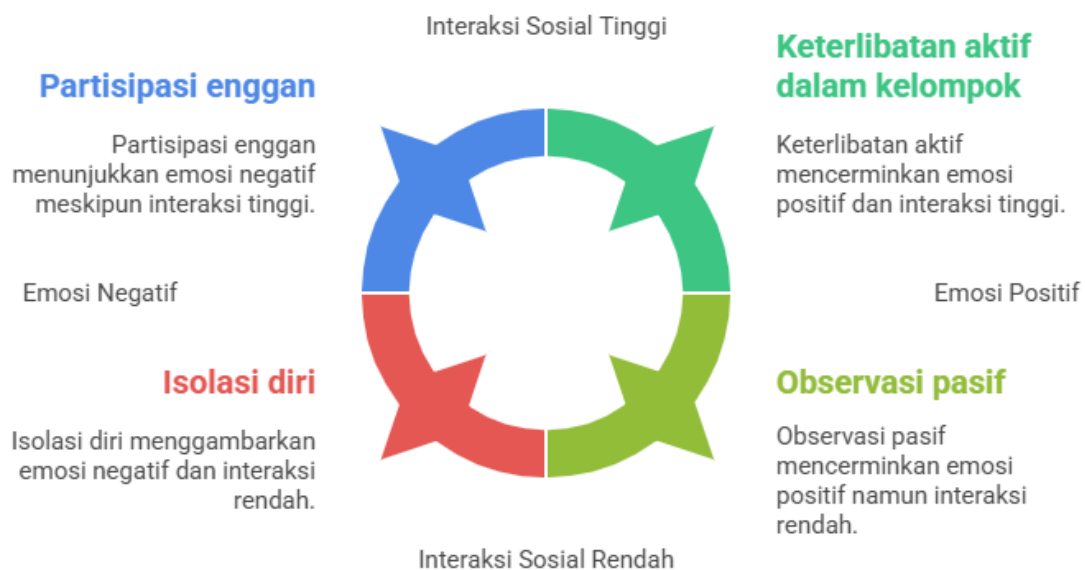 Interaksi Sosial Tinggi
Partisipasi enggan
Partisipasi enggan
menunjukkan emosi negatif
meskipun interaksi tinggi.
Keterlibatan aktif
dalam kelompok
Keterlibatan aktif
mencerminkan emosi
positif dan interaksi tinggi.
Emosi Negatif
Emosi Positif
Isolasi diri
Isolasi diri menggambarkan
emosi negatif dan interaksi
rendah.
Observasi pasif
Observasi pasif
mencerminkan emosi
positif namun interaksi
rendah.
Interaksi Sosial Rendah